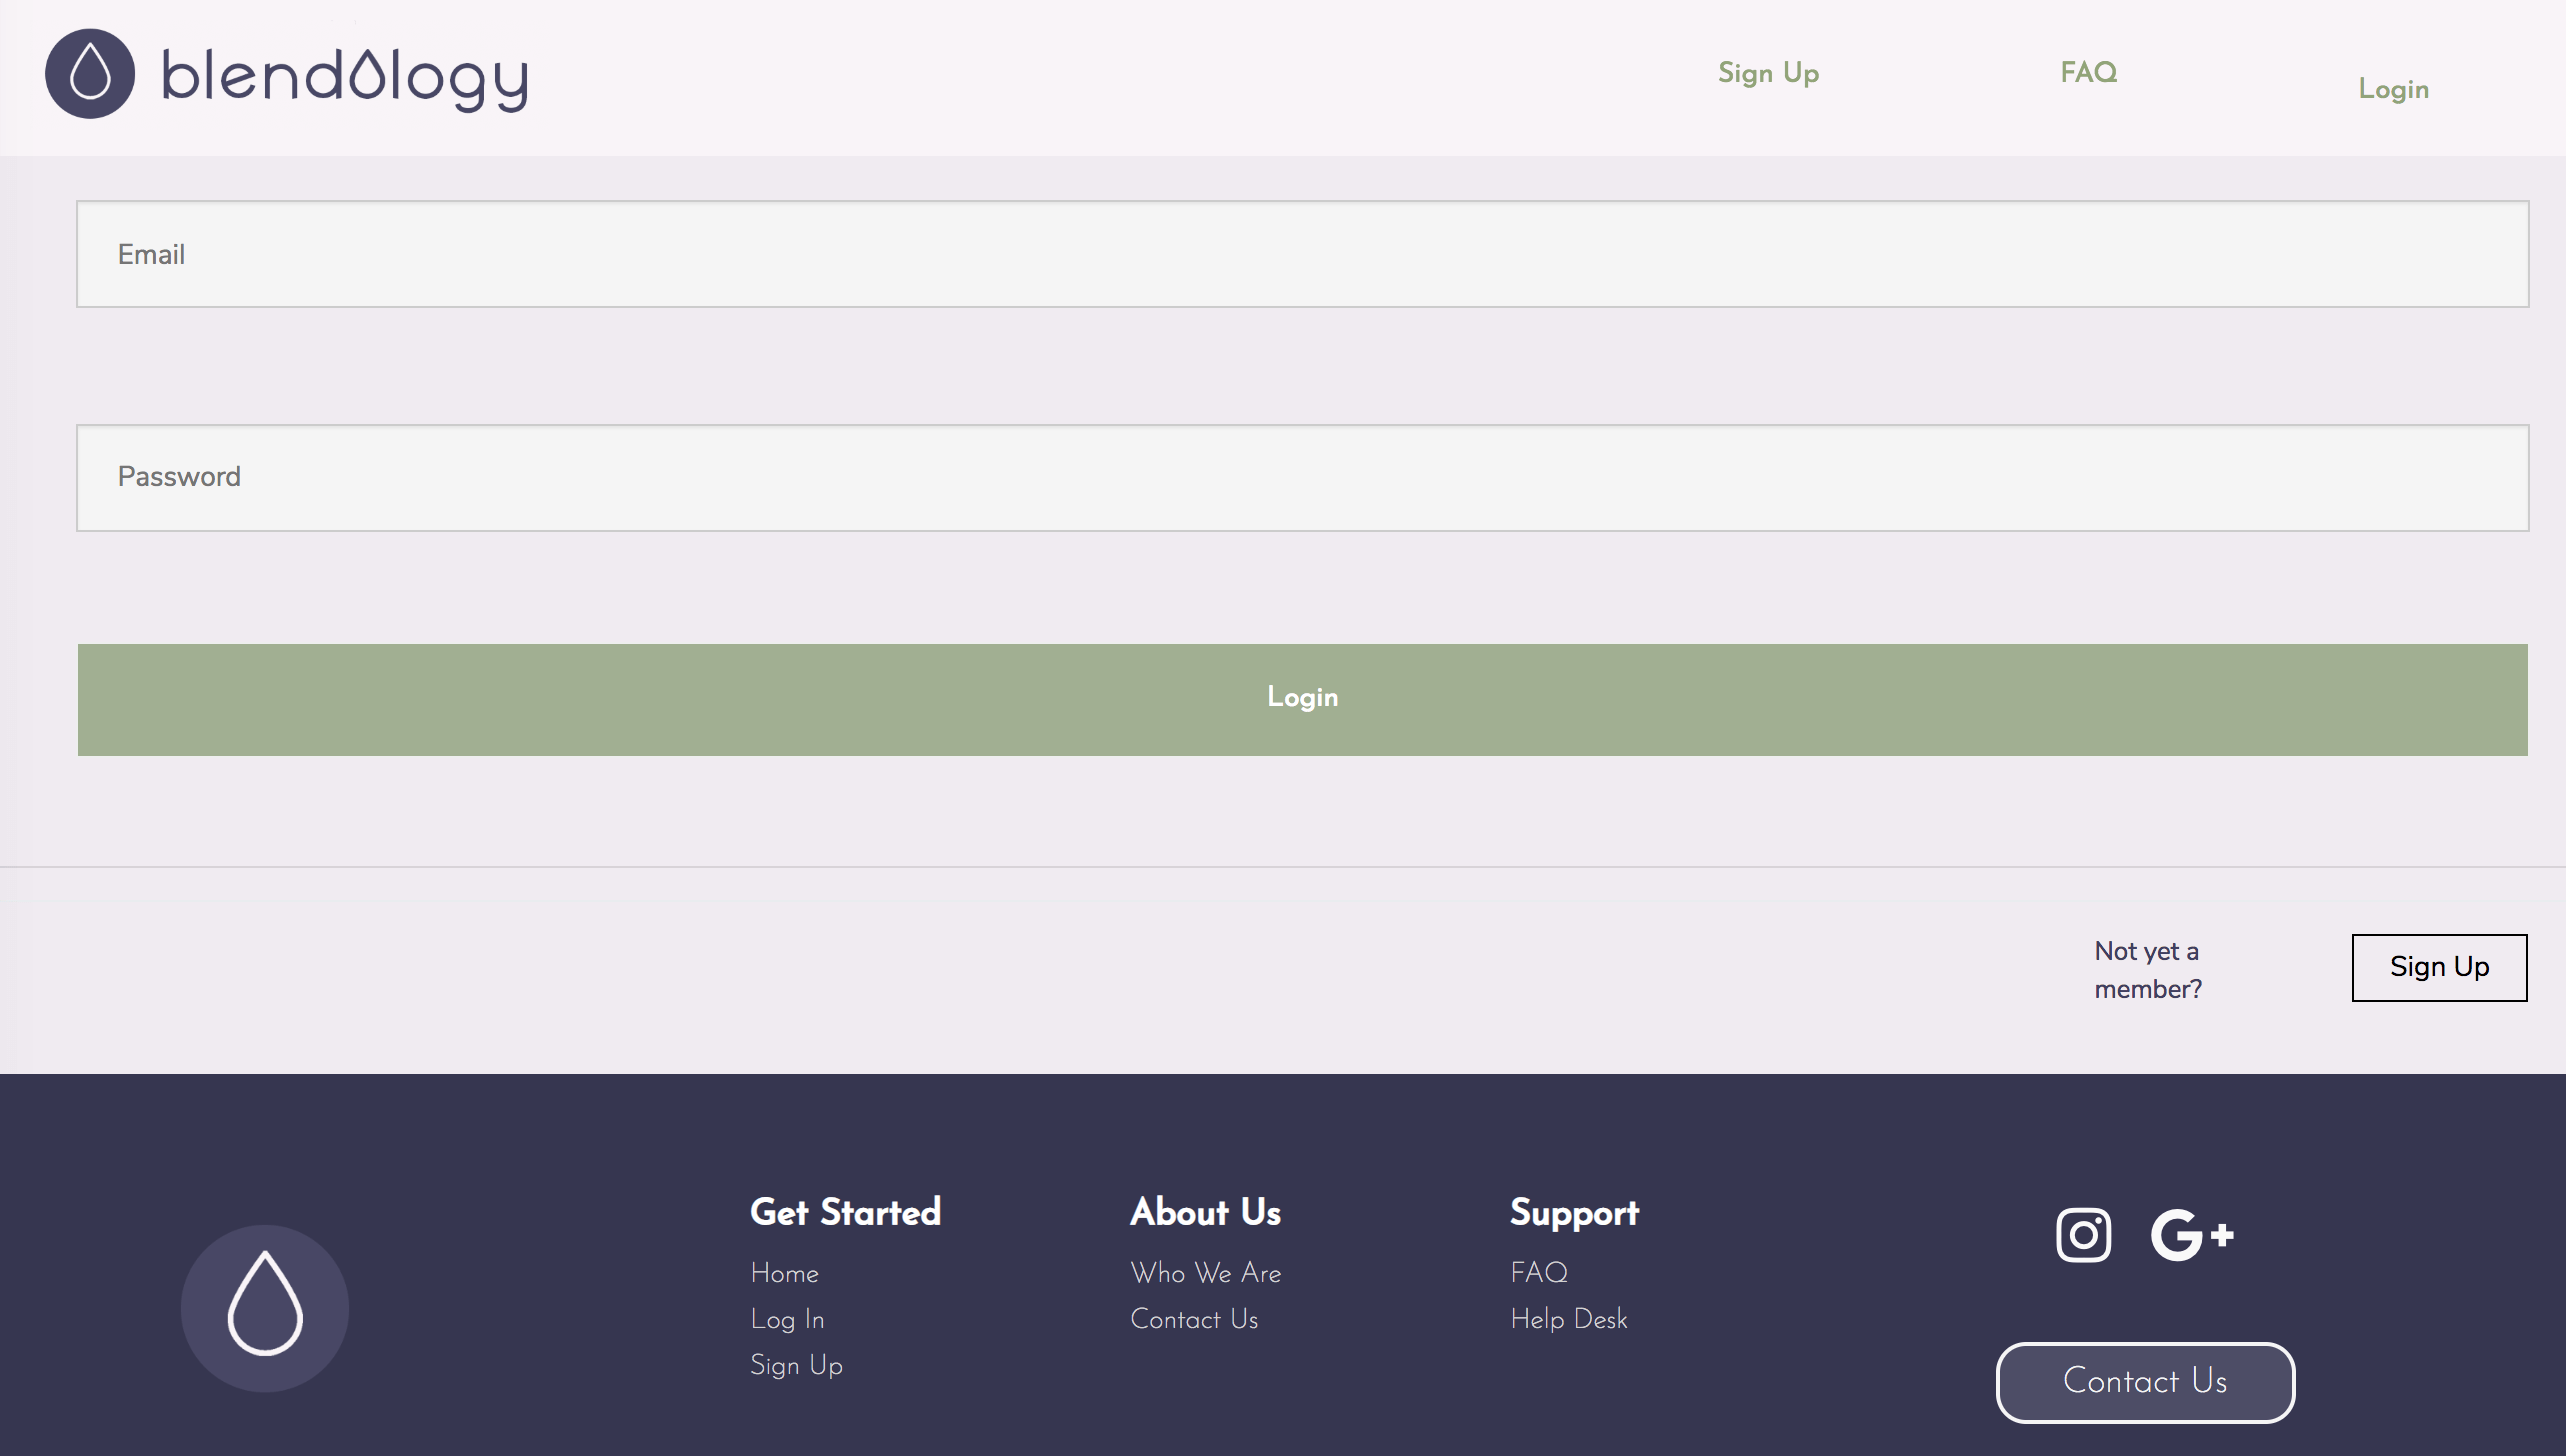 blendology
Sign Up
FAQ
Login
Email
Password
Login
Not yet a
member?
Sign Up
Get Started
Home
Log In
Sign Up
About Us
Who We Are
Contact Us
Support
FAQ
Help Desk
G+
Contact Us